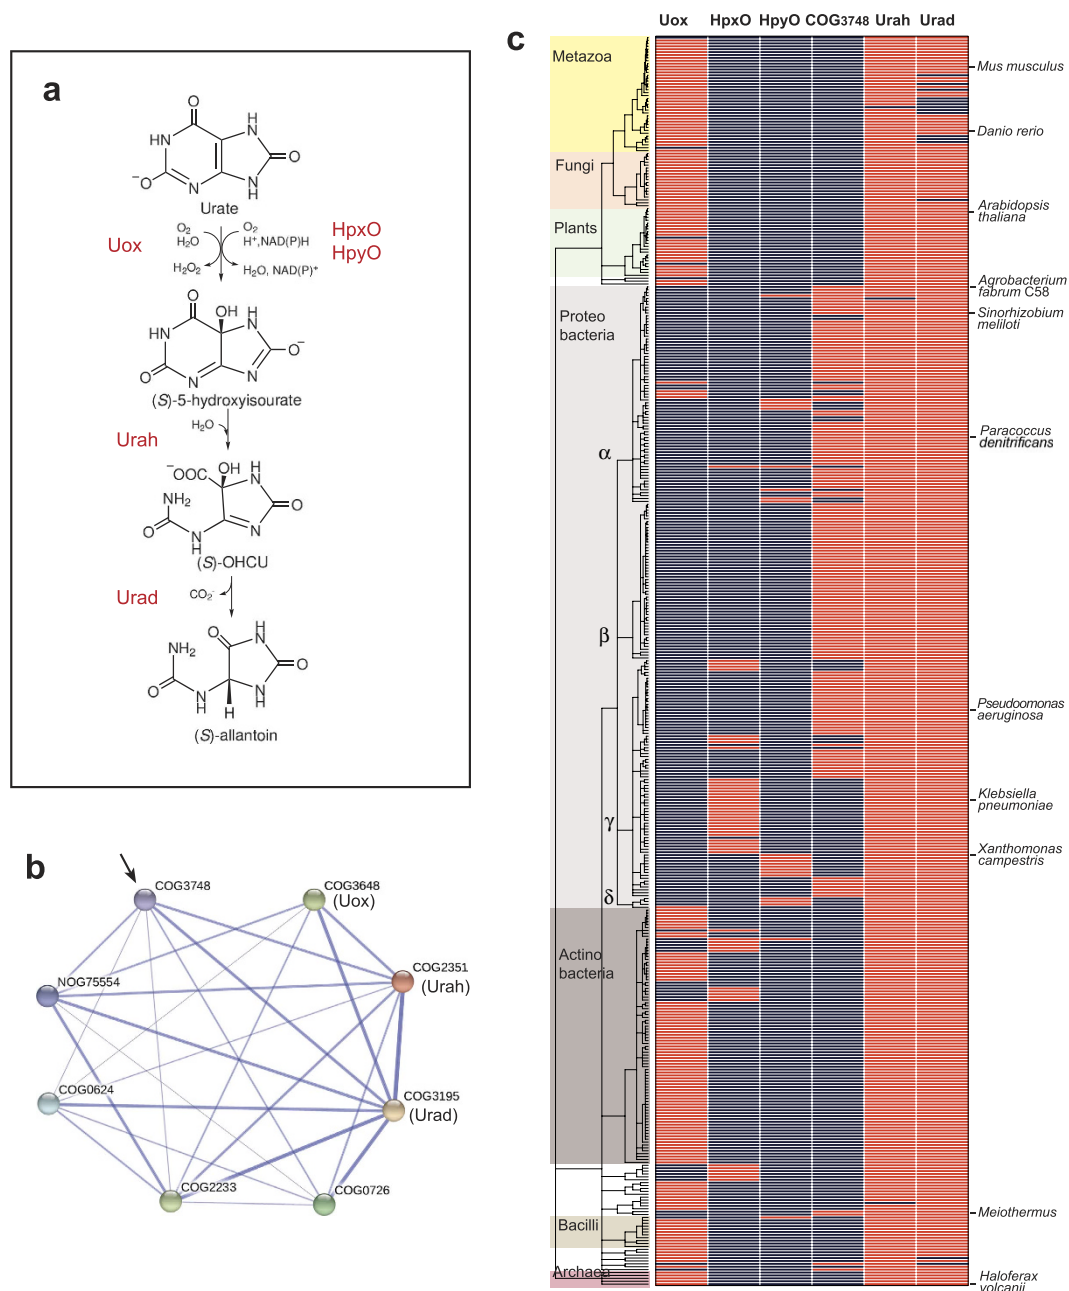 a
O
H
N
HN
O
⁻O
N
N
H
Urate
O₂
H₂O
O₂
H⁺,NAD(P)H
Uox
HpxO
HpyO
H₂O₂
H₂O, NAD(P)⁺
O
OH
H
N
HN
O⁻
O
N
N
(S)-5-hydroxyisourate
Urah
H₂O
⁻OOC
OH
H
N
NH₂
O
O
N
H
N
(S)-OHCU
Urad
CO₂⁻
O
H
N
NH₂
O
O
N
H
N
H
H
(S)-allantoin
b
COG3748
COG3648
(Uox)
NOG75554
COG2351
(Urah)
COG0624
COG3195
(Urad)
COG2233
COG0726
c
Uox HpxO HpyO COG3748 Urah Urad
Metazoa
Fungi
Plants
Proteo
bacteria
α
β
γ
δ
Actino
bacteria
Bacilli
Archaea
Mus musculus
Danio rerio
Arabidopsis
thaliana
Agrobacterium
fabrum C58
Sinorhizobium
meliloti
Paracoccus
denitrificans
Pseudoomonas
aeruginosa
Klebsiella
pneumoniae
Xanthomonas
campestris
Meiothermus
Haloferax
volcanii